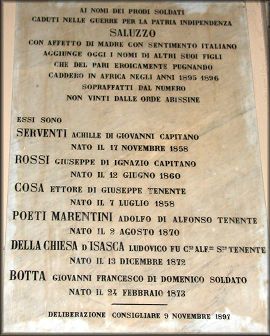 AI NOMI DEI PRODI SOLDATI
CADUTI NELLE GUERRE PER LA PATRIA INDIPENDENZA
SALUZZO
CON AFFETTO DI MADRE CON SENTIMENTO ITALIANO
AGGIUNGE OGGI I NOMI DI ALTRI SUOI FIGLI
CHE DEL PARI EROICAMENTE PUGNANDO
CADDERO IN AFRICA NEGLI ANNI 1895 1896
SOPRAFFATTI DAL NUMERO
NON VINTI DALLE ORDE ABISSINE
ESSI SONO
SERVENTI ACHILLE DI GIOVANNI CAPITANO
NATO IL 17 NOVEMBRE 1858
ROSSI GIUSEPPE DI IGNAZIO CAPITANO
NATO IL 12 GIUGNO 1860
COSA ETTORE DI GIUSEPPE TENENTE
NATO IL 7 LUGLIO 1858
POETI MARENTINI ADOLFO DI ALFONSO TENENTE
NATO IL 2 AGOSTO 1870
DELLA CHIESA D'ISASCA LUDOVICO FU Cte ALFso So TENENTE
NATO IL 13 DICEMBRE 1872
BOTTA GIOVANNI FRANCESCO DI DOMENICO SOLDATO
NATO IL 24 FEBBRAIO 1873
DELIBERAZIONE CONSIGLIARE 9 NOVEMBRE 1897